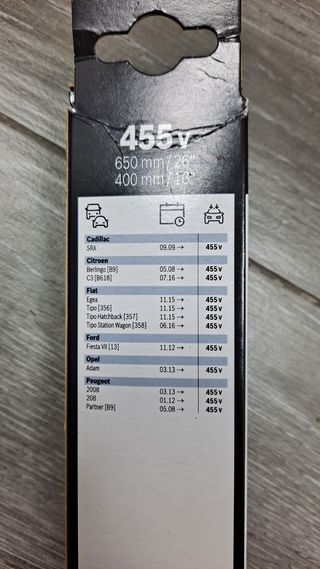 455 v
650 mm / 26"
400 mm / 16"
Cadillac
SRX 09.09 → 455 v
Citroen
Berlingo [B9] 05.08 → 455 v
C3 [B618] 07.16 → 455 v
Fiat
Egea 11.15 → 455 v
Tipo [356] 11.15 → 455 v
Tipo Hatchback [357] 11.15 → 455 v
Tipo Station Wagon [358] 06.16 → 455 v
Ford
Fiesta VII [13] 11.12 → 455 v
Opel
Adam 03.13 → 455 v
Peugeot
2008 03.13 → 455 v
208 01.12 → 455 v
Partner [B9] 05.08 → 455 v